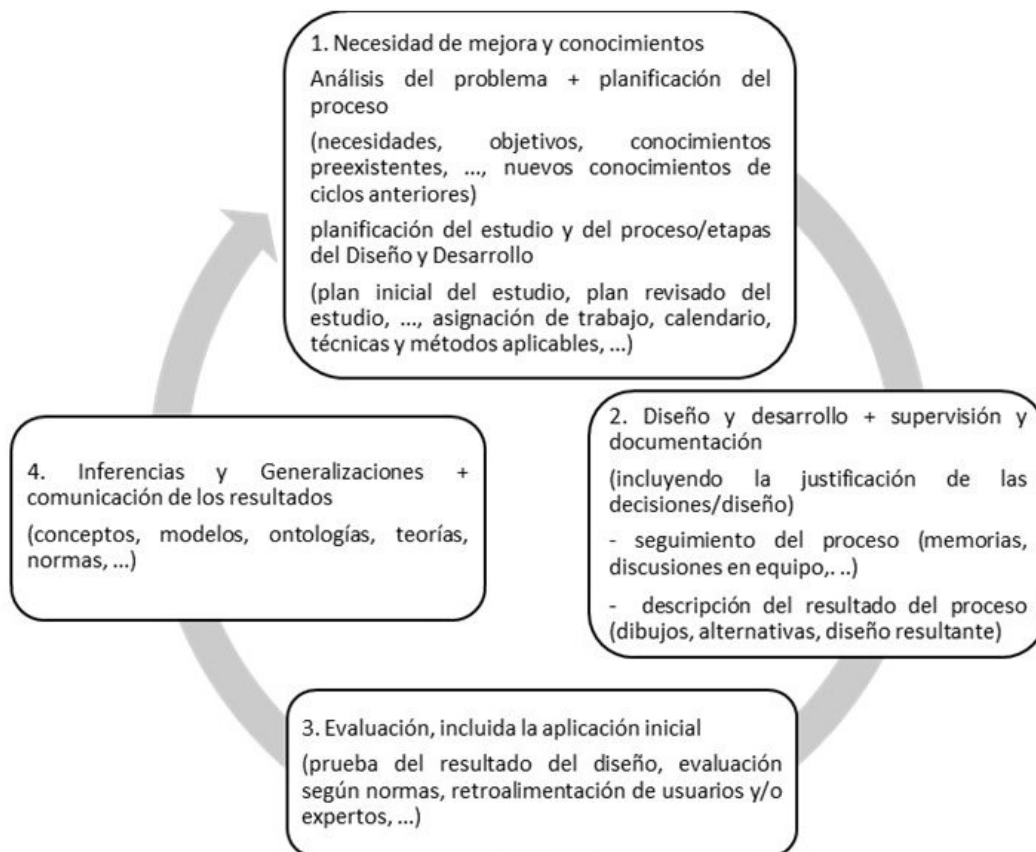 1. Necesidad de mejora y conocimientos
Análisis del problema + planificación del
proceso
(necesidades, objetivos, conocimientos
preexistentes, ..., nuevos conocimientos de
ciclos anteriores)
planificación del estudio y del proceso/etapas
del Diseño y Desarrollo
(plan inicial del estudio, plan revisado del
estudio, ..., asignación de trabajo, calendario,
técnicas y métodos aplicables, ...)
2. Diseño y desarrollo + supervisión y
documentación
(incluyendo la justificación de las
decisiones/diseño)
- seguimiento del proceso (memorias,
discusiones en equipo,. ..)
- descripción del resultado del proceso
(dibujos, alternativas, diseño resultante)
3. Evaluación, incluida la aplicación inicial
(prueba del resultado del diseño, evaluación
según normas, retroalimentación de usuarios y/o
expertos, ...)
4. Inferencias y Generalizaciones +
comunicación de los resultados
(conceptos, modelos, ontologías, teorías,
normas, ...)